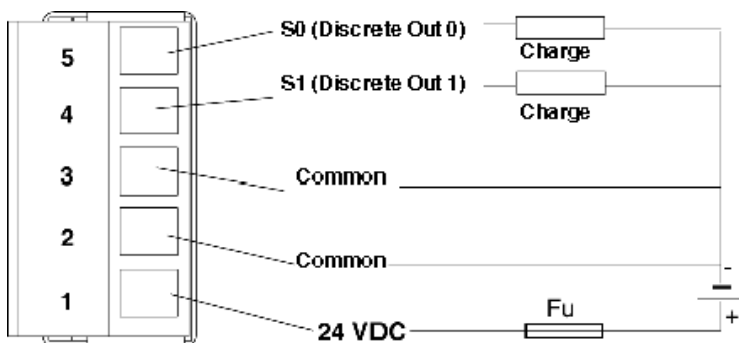 5
S0 (Discrete Out 0)
Charge
4
S1 (Discrete Out 1)
Charge
3
Common
2
Common
-
1
24 VDC
Fu
+